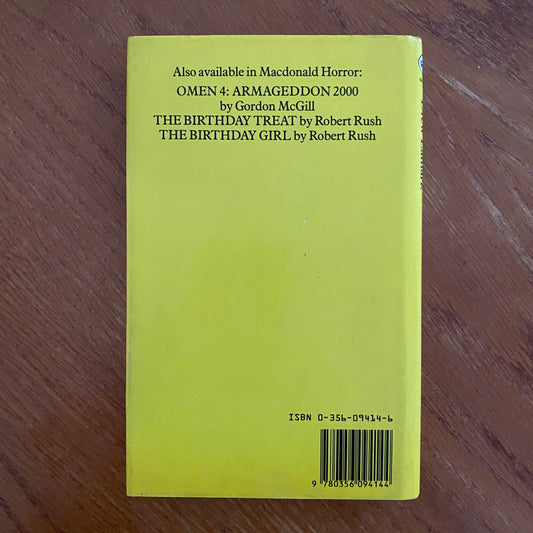 Also available in Macdonald Horror:
OMEN 4: ARMAGEDDON 2000
by Gordon McGill
THE BIRTHDAY TREAT by Robert Rush
THE BIRTHDAY GIRL by Robert Rush
ISBN 0-356-09414-6
9 780356 094144